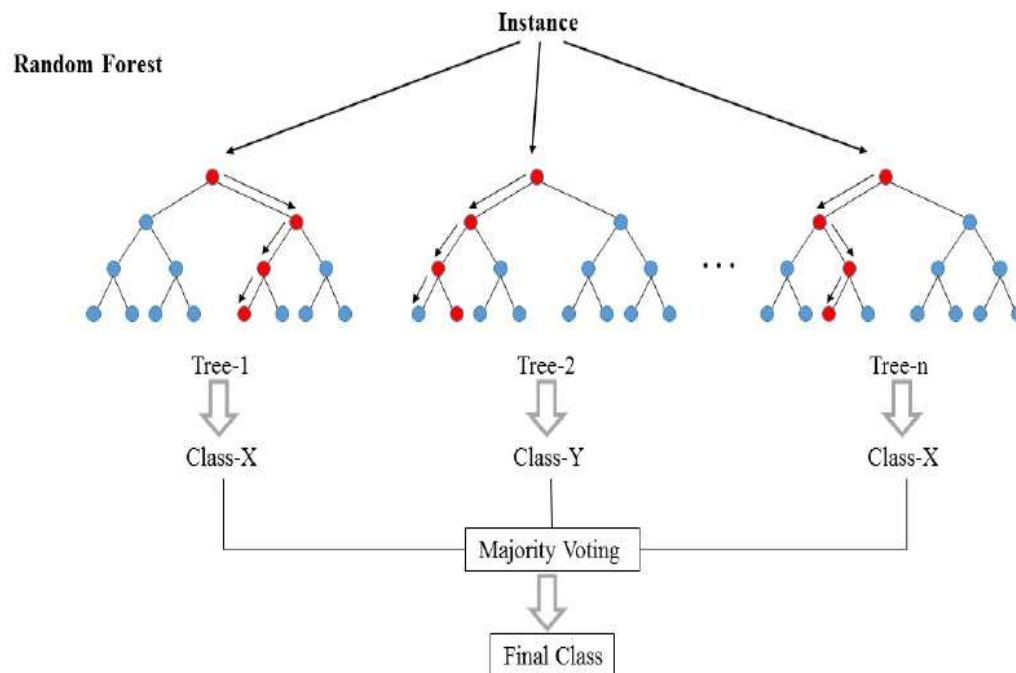 Instance
Random Forest
...
Tree-1 Tree-2 Tree-n
Class-X Class-Y Class-X
Majority Voting
Final Class